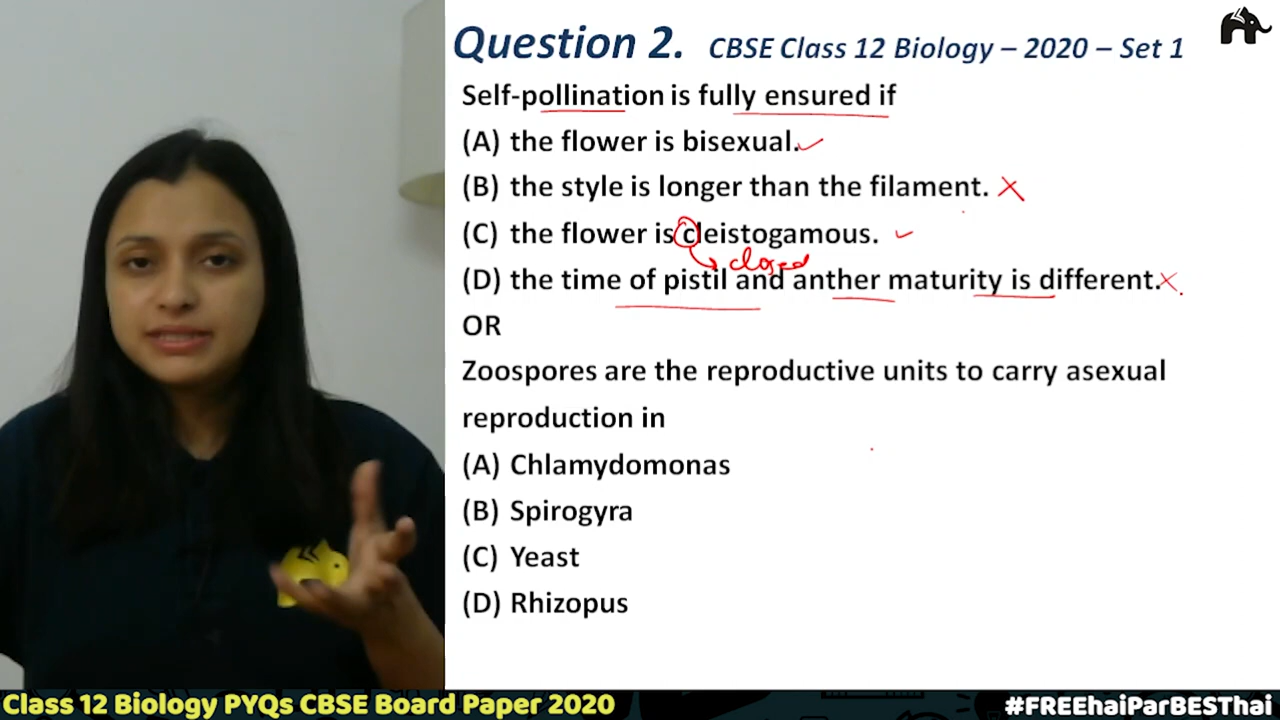 Question 2. CBSE Class 12 Biology – 2020 – Set 1
Self-pollination is fully ensured if
(A) the flower is bisexual.
(B) the style is longer than the filament.
(C) the flower is cleistogamous.
closed
(D) the time of pistil and anther maturity is different.
OR
Zoospores are the reproductive units to carry asexual
reproduction in
(A) Chlamydomonas
(B) Spirogyra
(C) Yeast
(D) Rhizopus
Class 12 Biology PYQs CBSE Board Paper 2020
#FREEhaiParBESThai